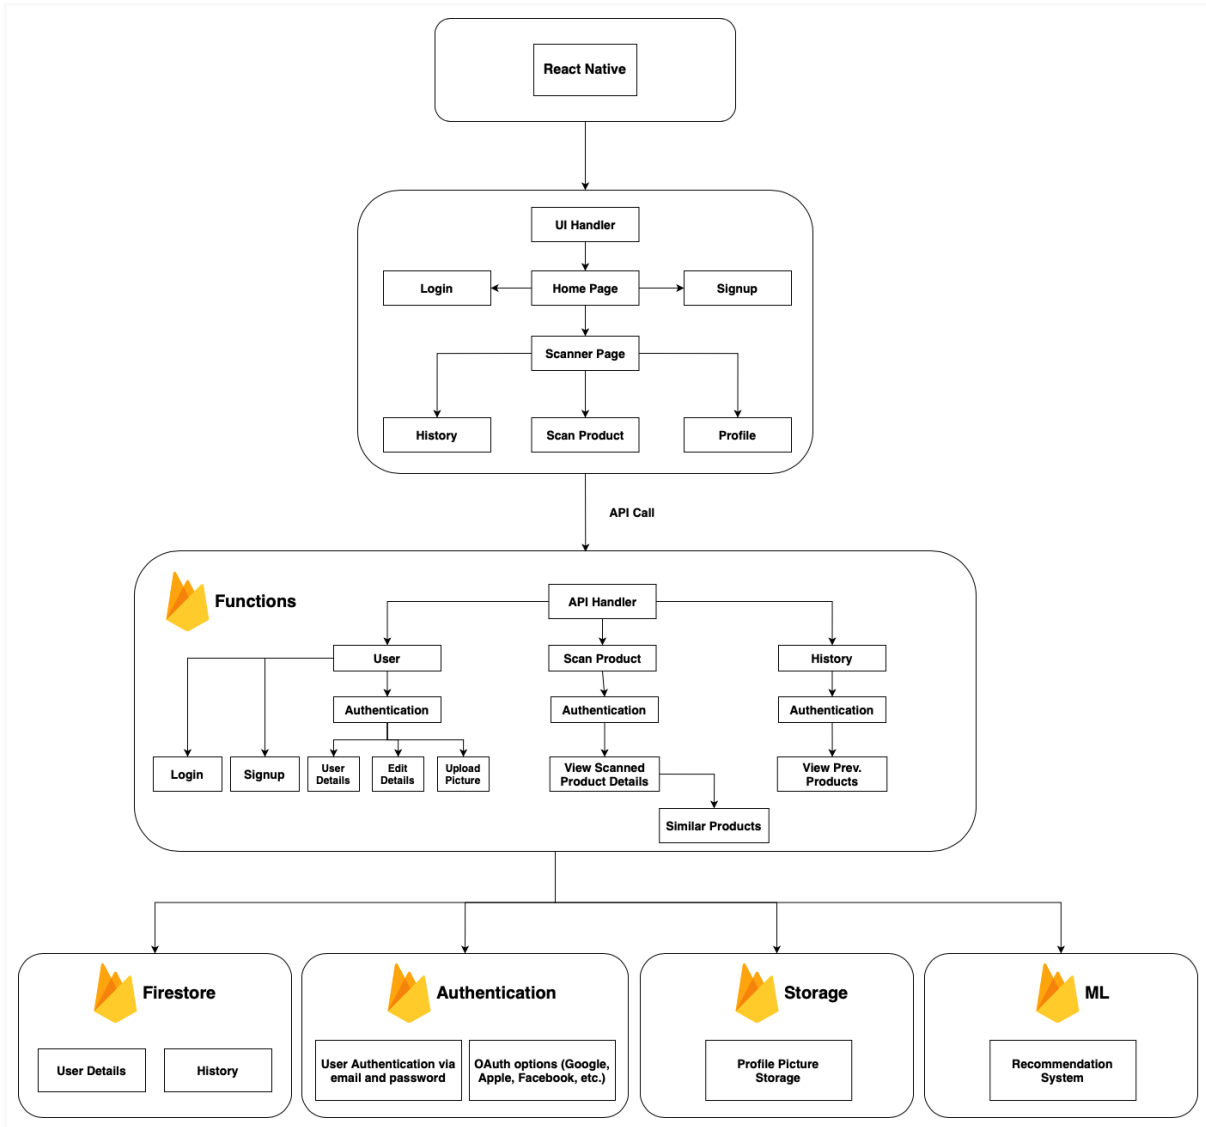 React Native
UI Handler
Login
Home Page
Signup
Scanner Page
History
Scan Product
Profile
API Call
Functions
API Handler
User
Scan Product
History
Authentication
Authentication
Authentication
Login
Signup
User
Details
Edit
Details
Upload
Picture
View Scanned
Product Details
View Prev.
Products
Similar Products
Firestore
User Details
History
Authentication
User Authentication via
email and password
OAuth options (Google,
Apple, Facebook, etc.)
Storage
Profile Picture
Storage
ML
Recommendation
System